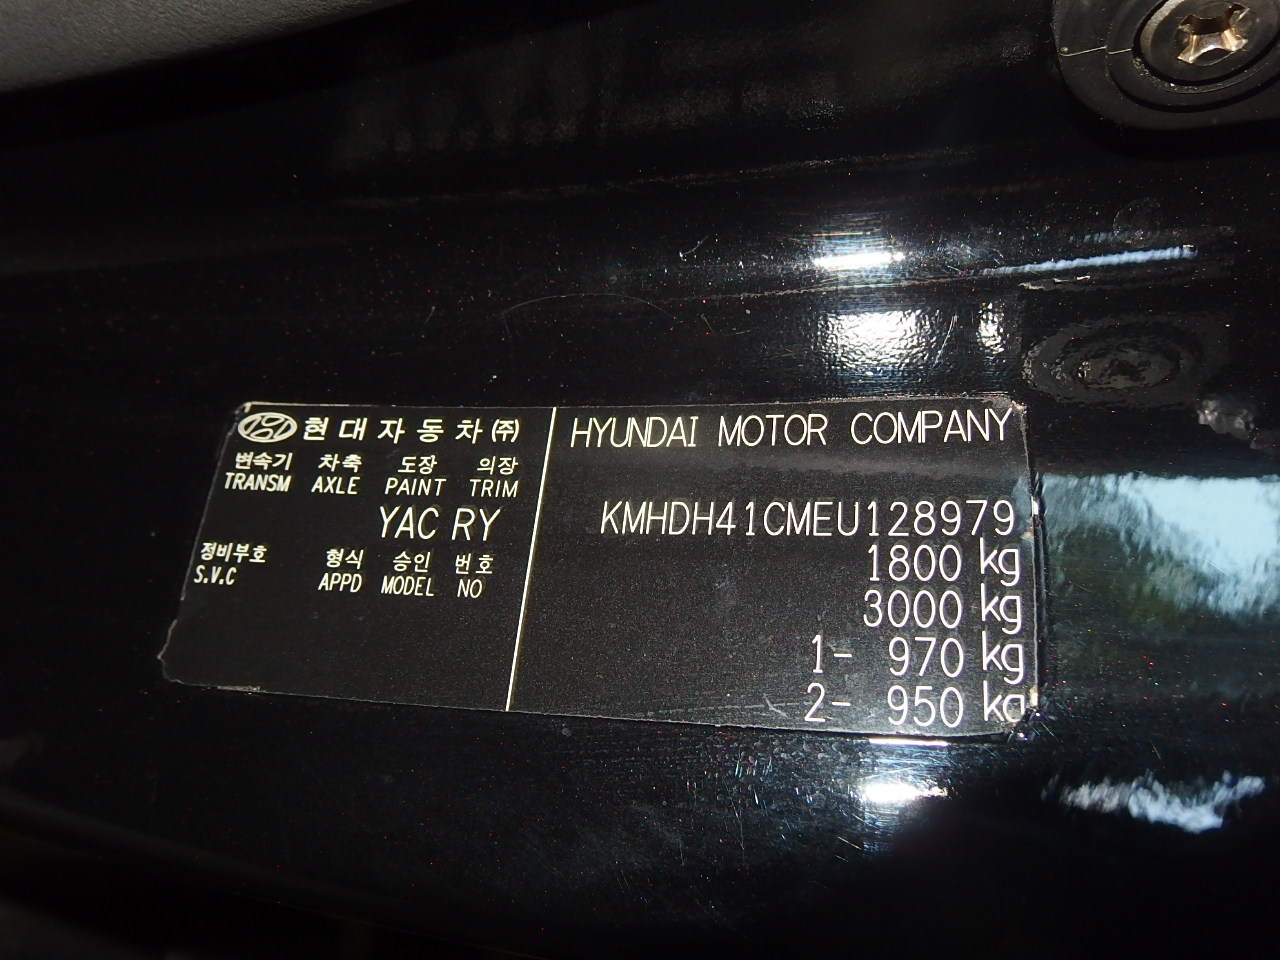 현대자동차 ㈜
변속기 차축 도장 의장
TRANSM AXLE PAINT TRIM
YAC RY
정비부호 형식 승인 번호
S.V.C APPD MODEL NO
HYUNDAI MOTOR COMPANY
KMHDH41CMEU128979
1800 kg
3000 kg
1- 970 kg
2- 950 kg